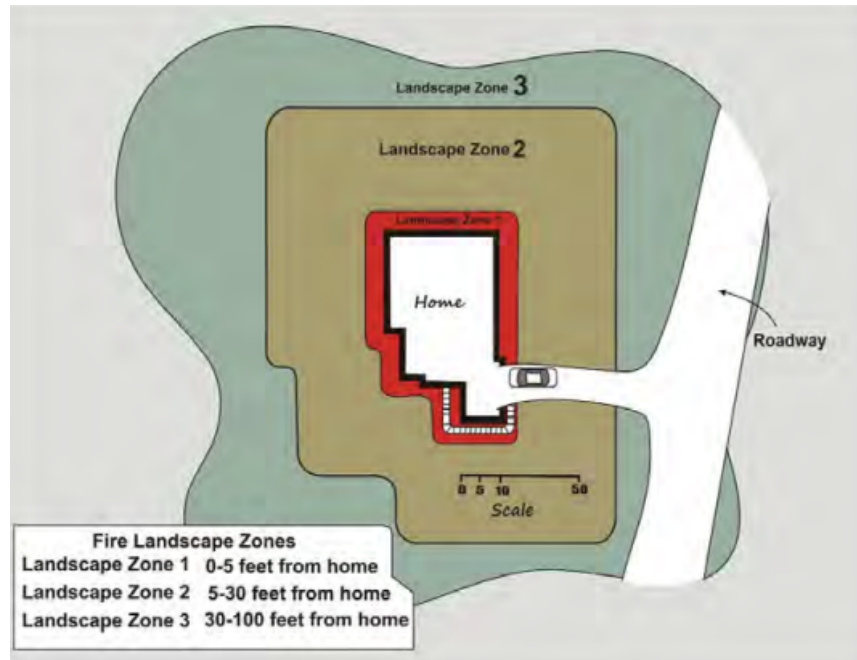 Landscape Zone 3
Landscape Zone 2
Landscape Zone
Home
Roadway
0 5 10 50
Scale
Fire Landscape Zones
Landscape Zone 1 0-5 feet from home
Landscape Zone 2 5-30 feet from home
Landscape Zone 3 30-100 feet from home